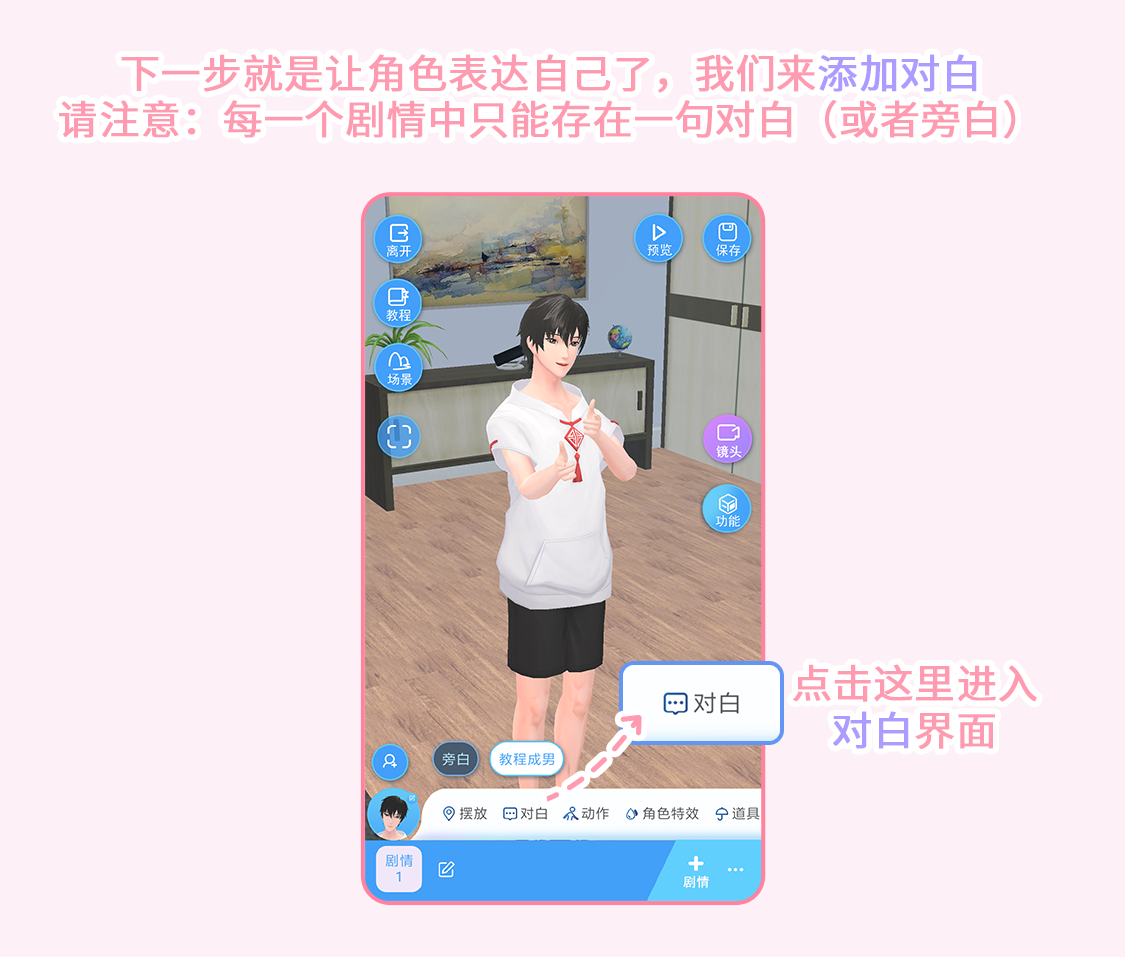 下一步就是让角色表达自己了，我们来添加对白
请注意：每一个剧情中只能存在一句对白（或者旁白）
离开
预览
保存
教程
场景
镜头
功能
对白
点击这里进入
对白界面
旁白
教程成男
摆放
对白
动作
角色特效
道具
剧情
1
剧情